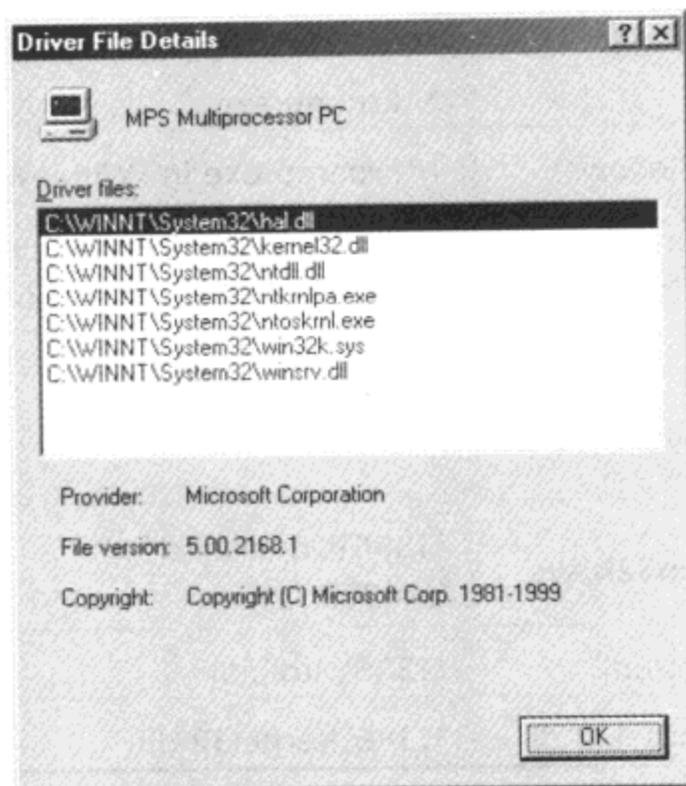 Driver File Details
MPS Multiprocessor PC
Driver files:
C:\WINNT\System32\hal.dll
C:\WINNT\System32\kernel32.dll
C:\WINNT\System32\ntdll.dll
C:\WINNT\System32\ntkrnlpa.exe
C:\WINNT\System32\ntoskrnl.exe
C:\WINNT\System32\win32k.sys
C:\WINNT\System32\winsrv.dll
Provider: Microsoft Corporation
File version: 5.00.2168.1
Copyright: Copyright (C) Microsoft Corp. 1981-1999
OK